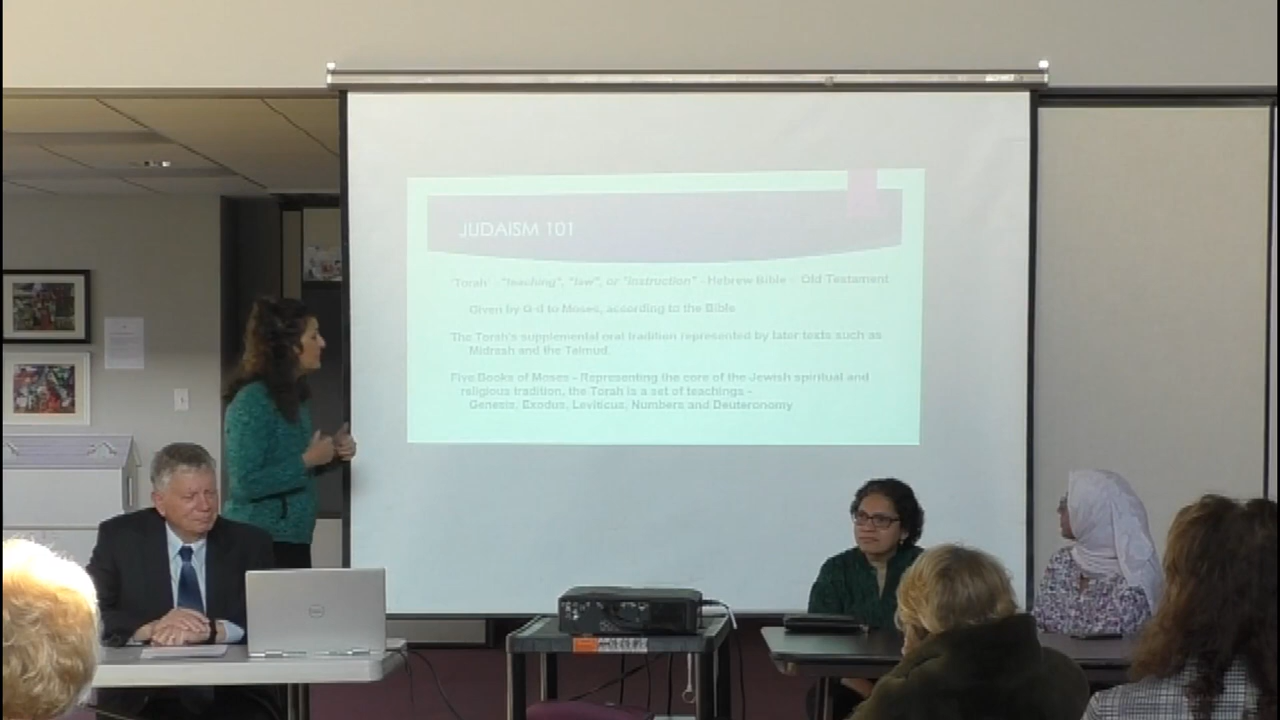 JUDAISM 101
'Torah' - "teaching", "law", or "instruction" - Hebrew Bible - Old Testament
Given by G-d to Moses, according to the Bible
The Torah's supplemental oral tradition represented by later texts such as
Midrash and the Talmud.
Five Books of Moses - Representing the core of the Jewish spiritual and
religious tradition, the Torah is a set of teachings -
Genesis, Exodus, Leviticus, Numbers and Deuteronomy
DELL